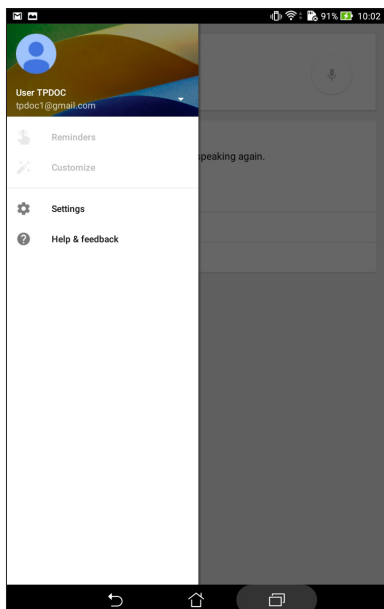 91% 10:02
User TPDOC
tpdoc1@gmail.com
Reminders
speaking again.
Customize
Settings
Help & feedback